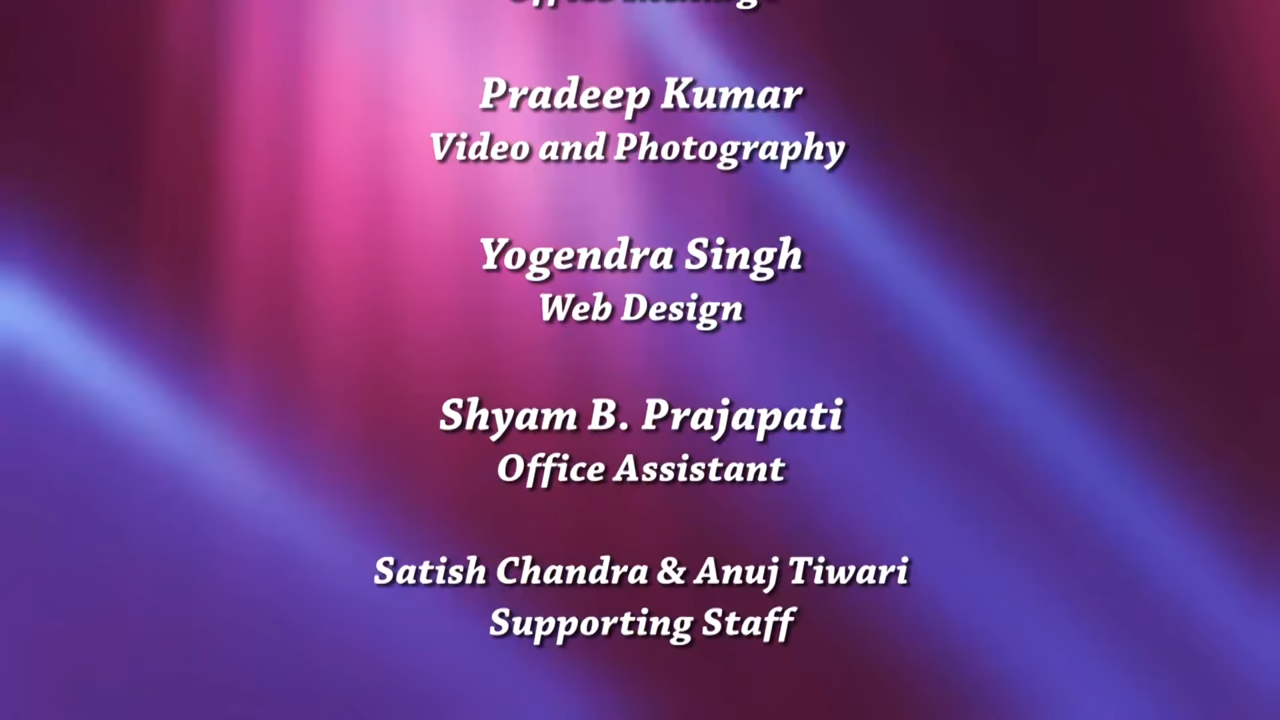 Pradeep Kumar
Video and Photography
Yogendra Singh
Web Design
Shyam B. Prajapati
Office Assistant
Satish Chandra & Anuj Tiwari
Supporting Staff